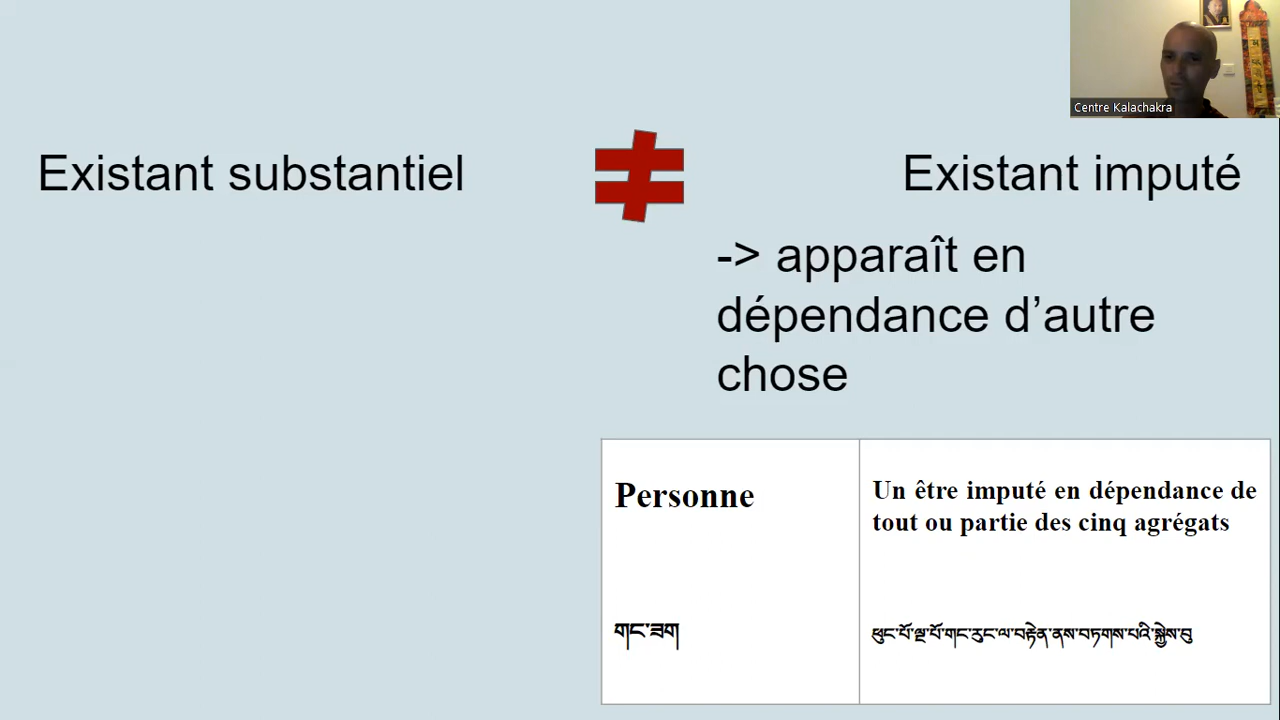 Centre Kalachakra
Existant substantiel
≠
Existant imputé
-> apparaît en
dépendance d’autre
chose
Personne
Un être imputé en dépendance de
tout ou partie des cinq agrégats
གང་ཟག
ཕུང་པོ་ལྔ་པོ་གང་རུང་ལ་བརྟེན་ནས་བཏགས་པའི་སྐྱེས་བུ